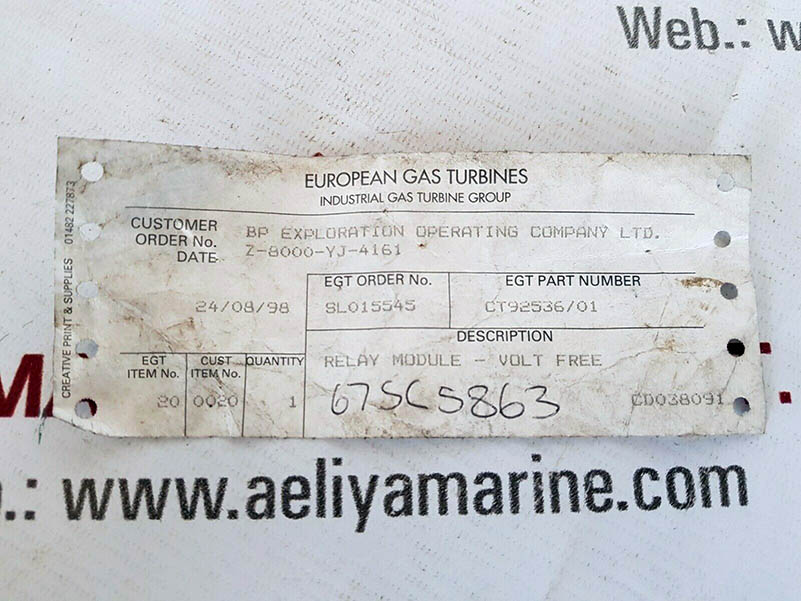 Web.: w
EUROPEAN GAS TURBINES
INDUSTRIAL GAS TURBINE GROUP
CUSTOMER BP EXPLORATION OPERATING COMPANY LTD.
ORDER No. Z-8000-YJ-4161
DATE
24/08/98
EGT ORDER No. EGT PART NUMBER
SL015545 CT92536/01
DESCRIPTION
RELAY MODULE - VOLT FREE
EGT ITEM No. CUST. ITEM No. QUANTITY
20 0020 1
67SC5863
CD038091
CREATIVE PRINT & SUPPLIES 01482 227873
.: www.aeliyamarine.com